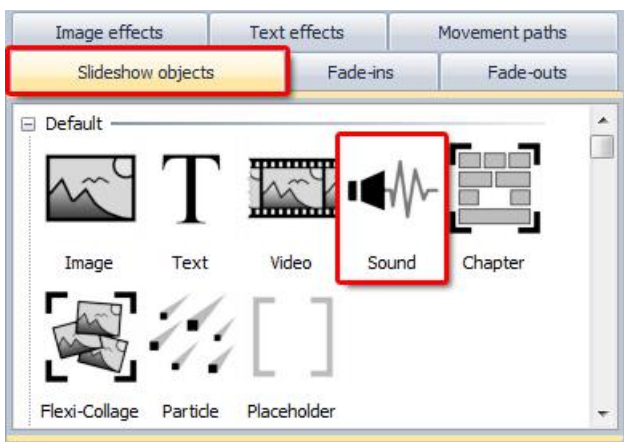 Image effects Text effects Movement paths
Slideshow objects Fade-ins Fade-outs
Default
T
Image Text Video Sound Chapter
Flexi-Collage Particle Placeholder